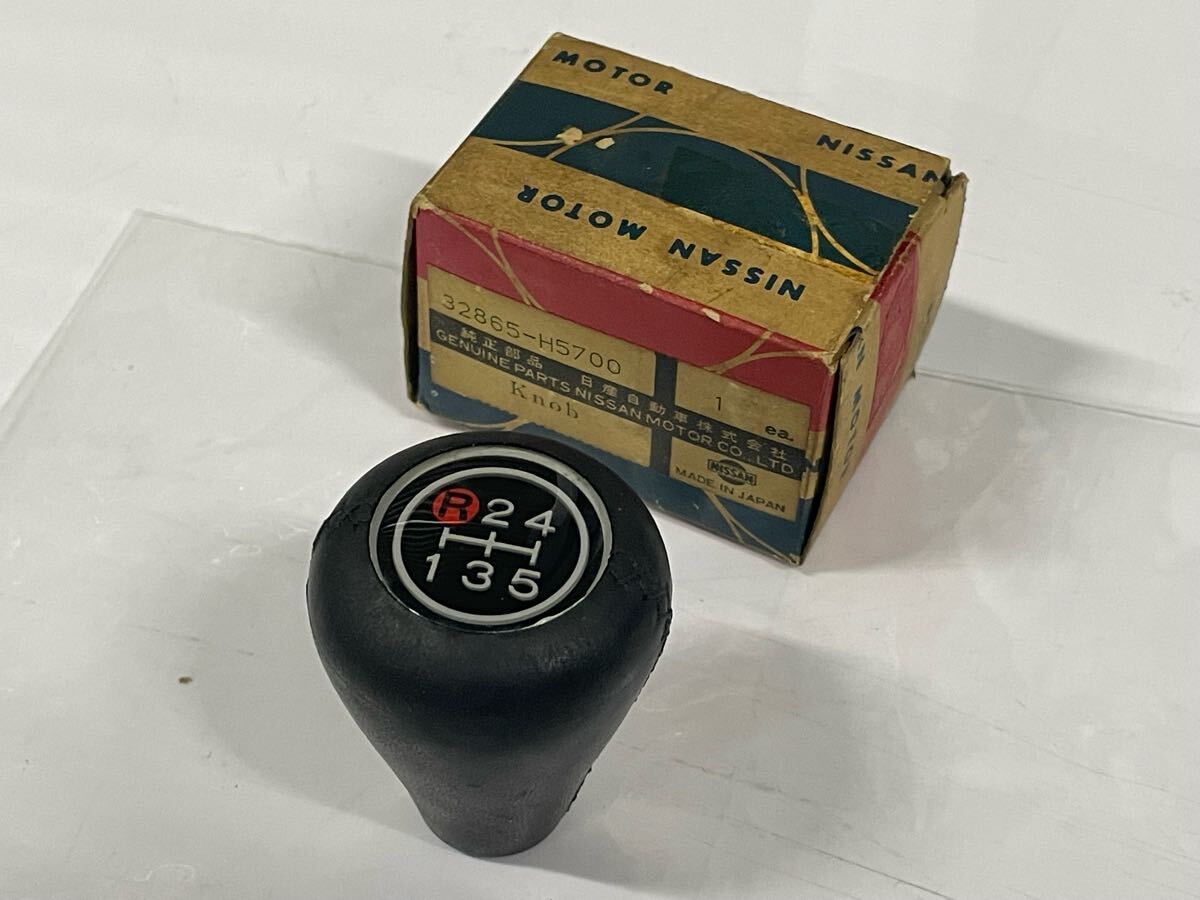 MOTOR
NISSAN
NISSAN MOTOR
32865-H5700
1 ea.
純正部品 日産自動車株式会社
GENUINE PARTS NISSAN MOTOR CO., LTD.
Knob
NISSAN
MADE IN JAPAN
R 2 4
1 3 5